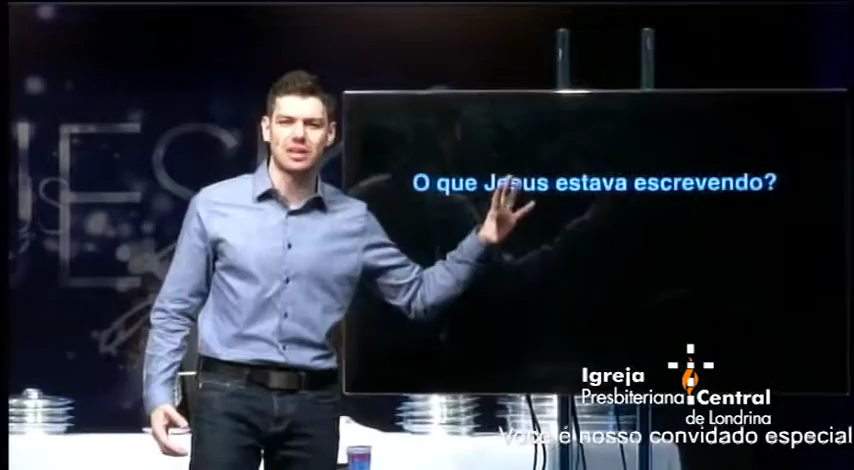 O que Jesus estava escrevendo?
Igreja
Presbiteriana Central
de Londrina
Você é nosso convidado especial